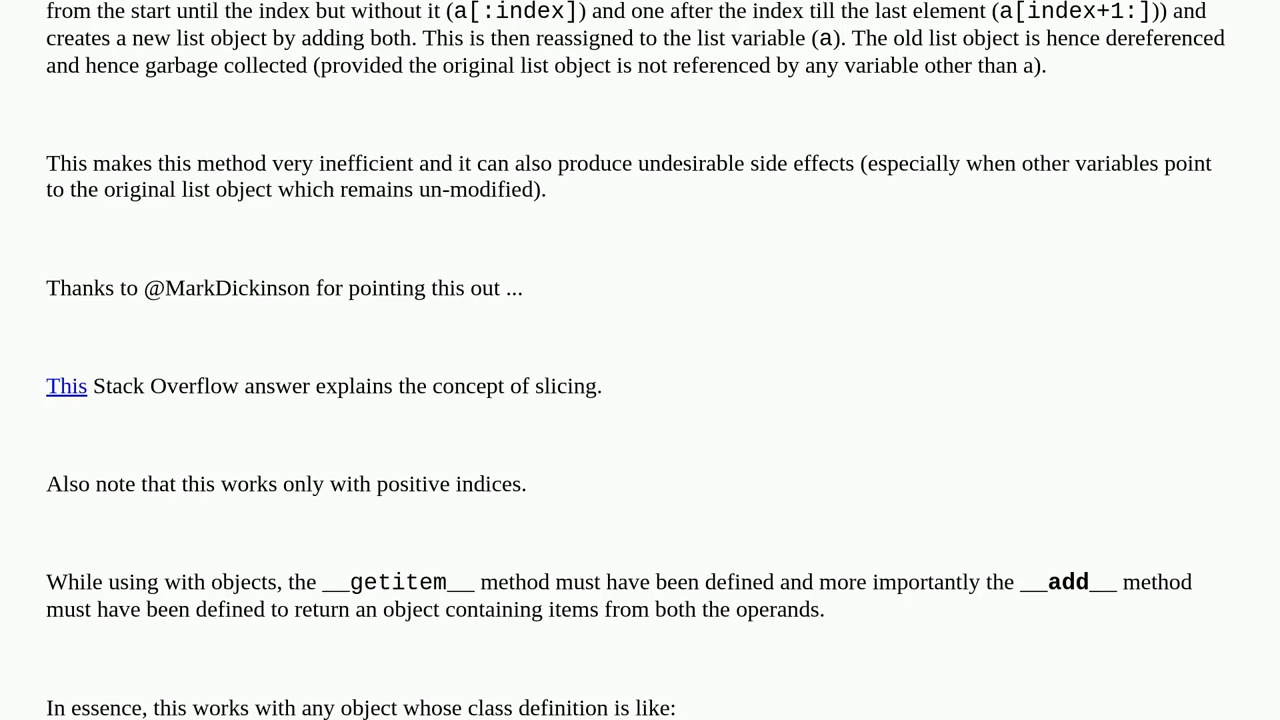 from the start until the index but without it (a[:index]) and one after the index till the last element (a[index+1:])) and
creates a new list object by adding both. This is then reassigned to the list variable (a). The old list object is hence dereferenced
and hence garbage collected (provided the original list object is not referenced by any variable other than a).
This makes this method very inefficient and it can also produce undesirable side effects (especially when other variables point
to the original list object which remains un-modified).
Thanks to @MarkDickinson for pointing this out ...
This Stack Overflow answer explains the concept of slicing.
Also note that this works only with positive indices.
While using with objects, the __getitem__ method must have been defined and more importantly the __add__ method
must have been defined to return an object containing items from both the operands.
In essence, this works with any object whose class definition is like: